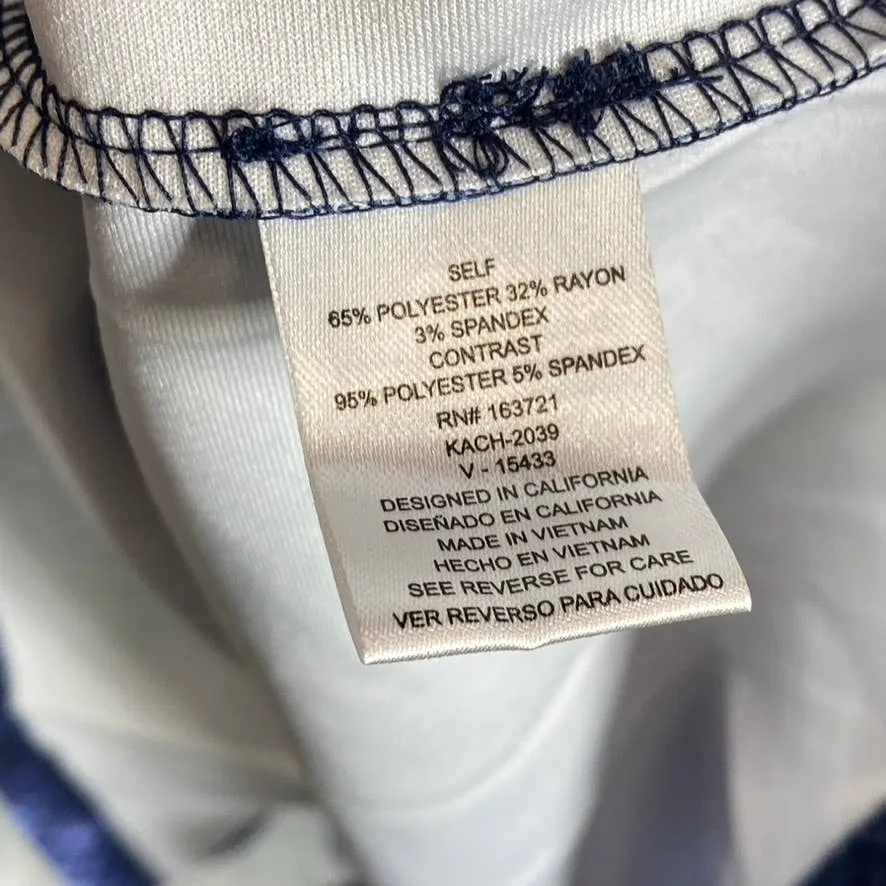 SELF
65% POLYESTER 32% RAYON
3% SPANDEX
CONTRAST
95% POLYESTER 5% SPANDEX
RN# 163721
KACH-2039
V - 15433
DESIGNED IN CALIFORNIA
DISEÑADO EN CALIFORNIA
MADE IN VIETNAM
HECHO EN VIETNAM
SEE REVERSE FOR CARE
VER REVERSO PARA CUIDADO